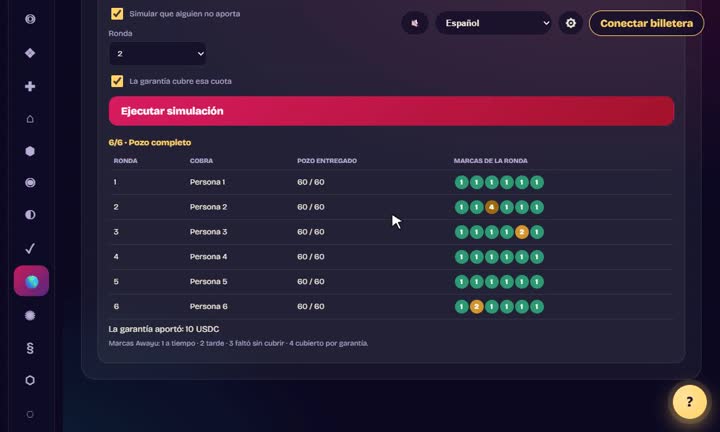 Simular que alguien no aporta
Español
Conectar billetera
Ronda
2
La garantía cubre esa cuota
Ejecutar simulación
6/6 · Pozo completo
RONDA COBRA POZO ENTREGADO MARCAS DE LA RONDA
1 Persona 1 60 / 60 1 1 1 1 1 1
2 Persona 2 60 / 60 1 1 4 1 1 1
3 Persona 3 60 / 60 1 1 1 1 2 1
4 Persona 4 60 / 60 1 1 1 1 1 1
5 Persona 5 60 / 60 1 1 1 1 1 1
6 Persona 6 60 / 60 1 2 1 1 1 1
La garantía aportó: 10 USDC
Marcas Awayu: 1 a tiempo · 2 tarde · 3 faltó sin cubrir · 4 cubierto por garantía.
§
?